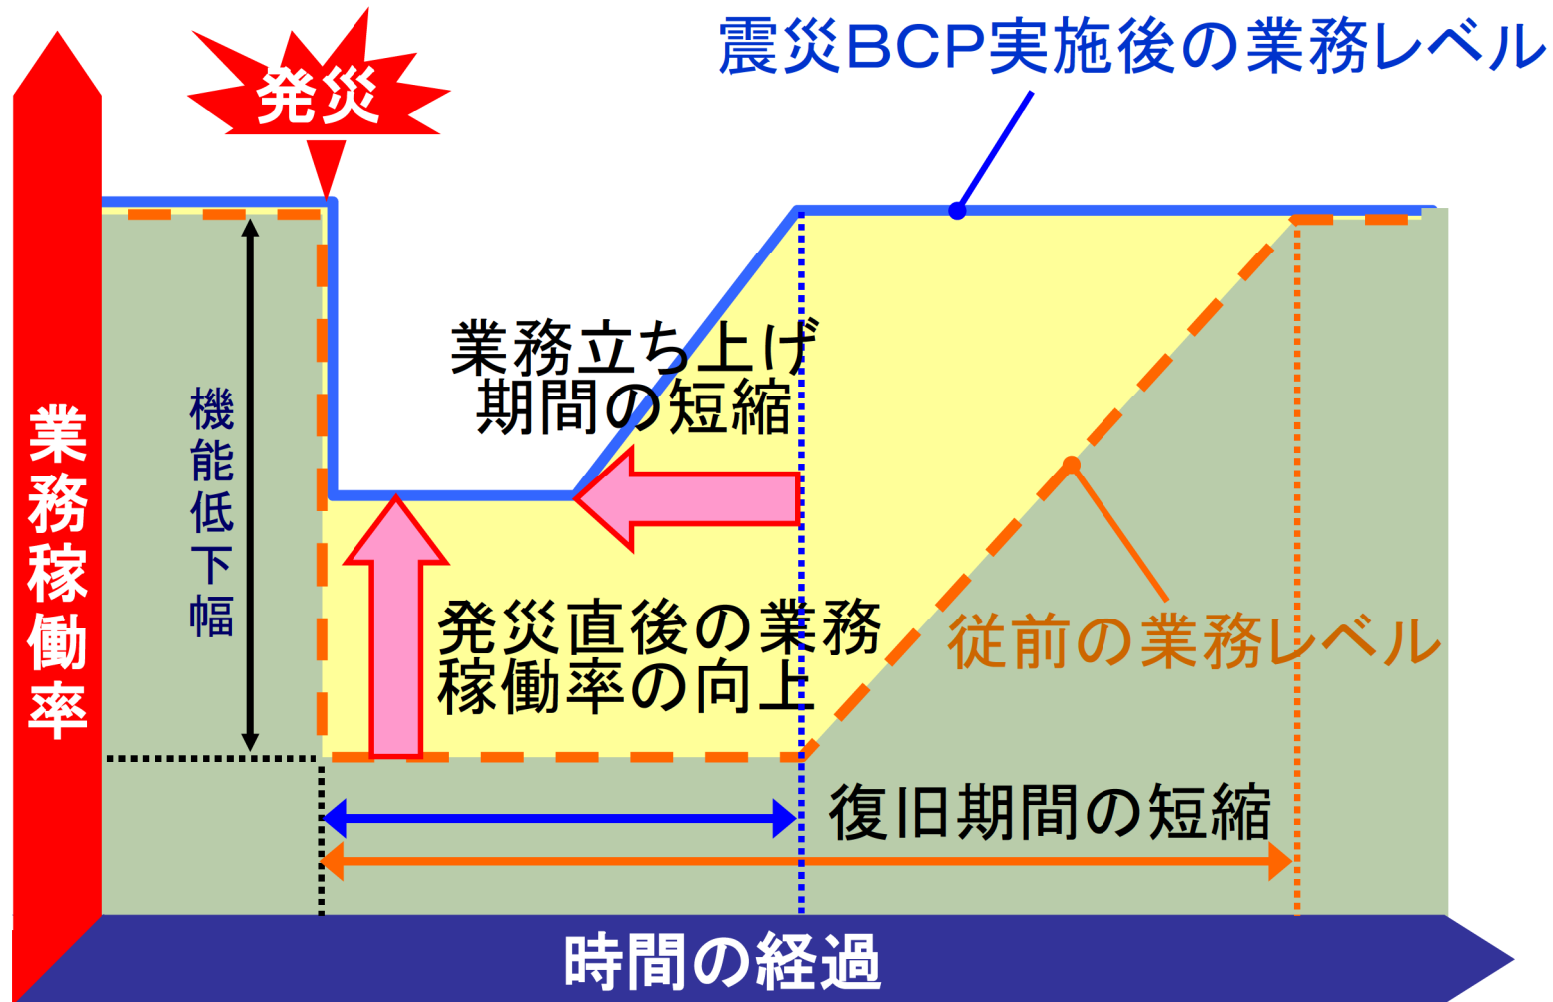 震災BCP実施後の業務レベル
発災
業務立ち上げ
期間の短縮
機能低下幅
業務稼働率
発災直後の業務
稼働率の向上
従前の業務レベル
復旧期間の短縮
時間の経過